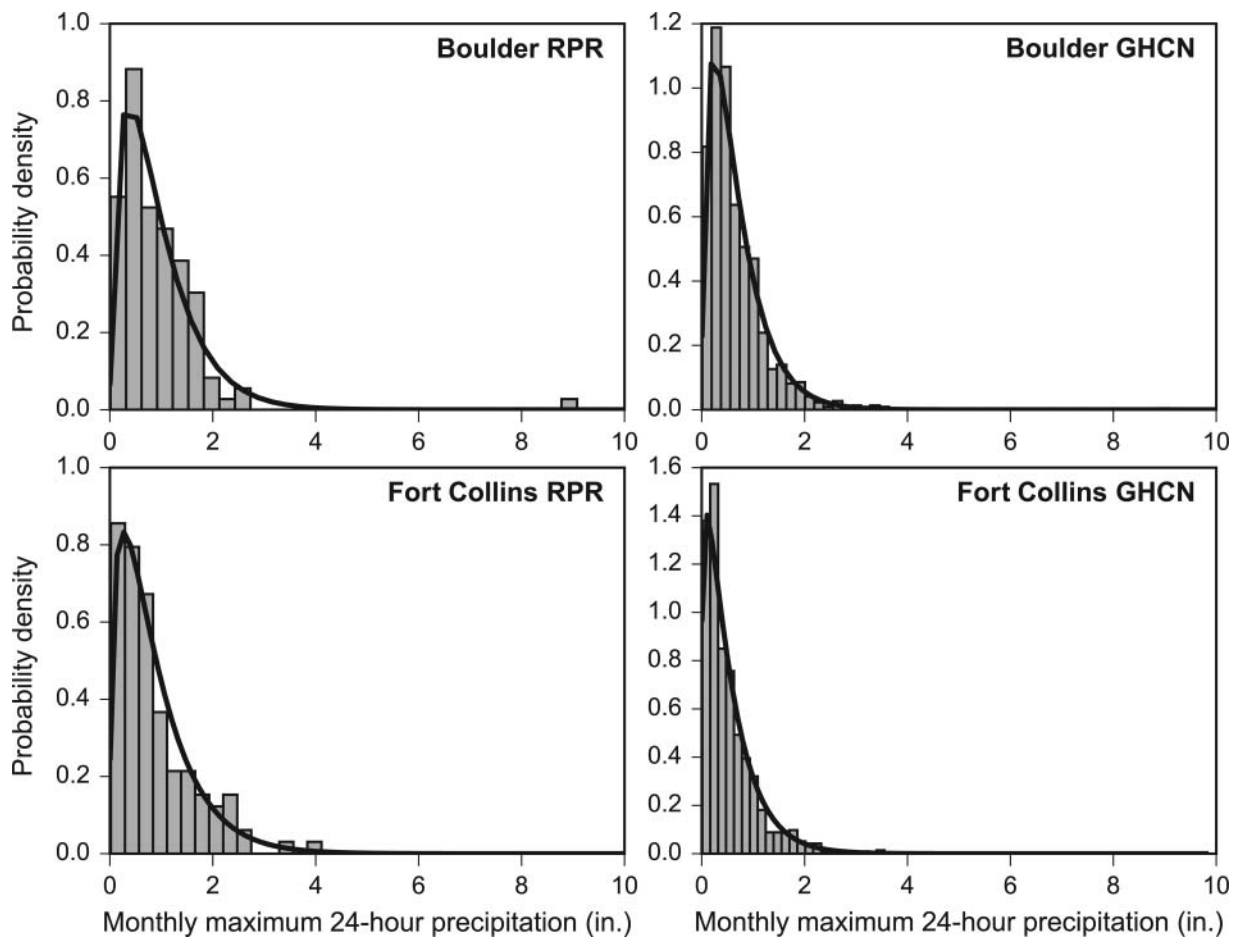 Boulder RPR
Probability density
1.0
0.8
0.6
0.4
0.2
0.0
0 2 4 6 8 10
Boulder GHCN
1.2
1.0
0.8
0.6
0.4
0.2
0.0
0 2 4 6 8 10
Fort Collins RPR
Probability density
1.0
0.8
0.6
0.4
0.2
0.0
0 2 4 6 8 10
Monthly maximum 24-hour precipitation (in.)
Fort Collins GHCN
1.6
1.4
1.2
1.0
0.8
0.6
0.4
0.2
0.0
0 2 4 6 8 10
Monthly maximum 24-hour precipitation (in.)